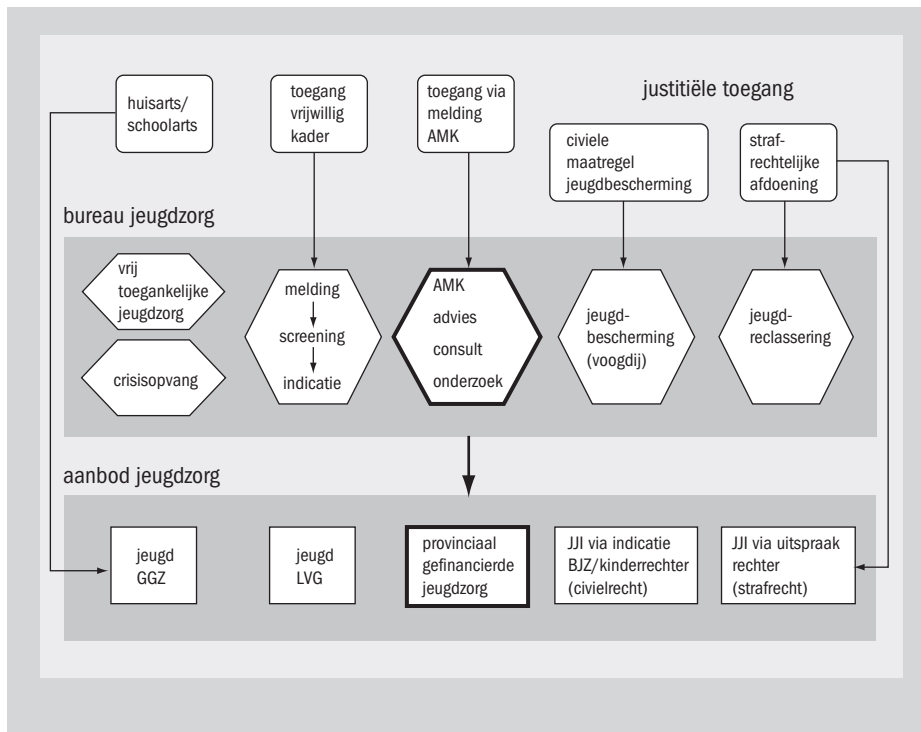 huisarts/
schoolarts
toegang
vrijwillig
kader
toegang via
melding
AMK
justitiële toegang
civiele
maatregel
jeugdbescherming
straf-
rechtelijke
afdoening
bureau jeugdzorg
vrij
toegankelijke
jeugdzorg
crisisopvang
melding
screening
indicatie
AMK
advies
consult
onderzoek
jeugd-
bescherming
(voogdij)
jeugd-
reclassering
aanbod jeugdzorg
jeugd
GGZ
jeugd
LVG
provinciaal
gefinancierde
jeugdzorg
JJI via indicatie
BJZ/kinderrechter
(civielrecht)
JJI via uitspraak
rechter
(strafrecht)